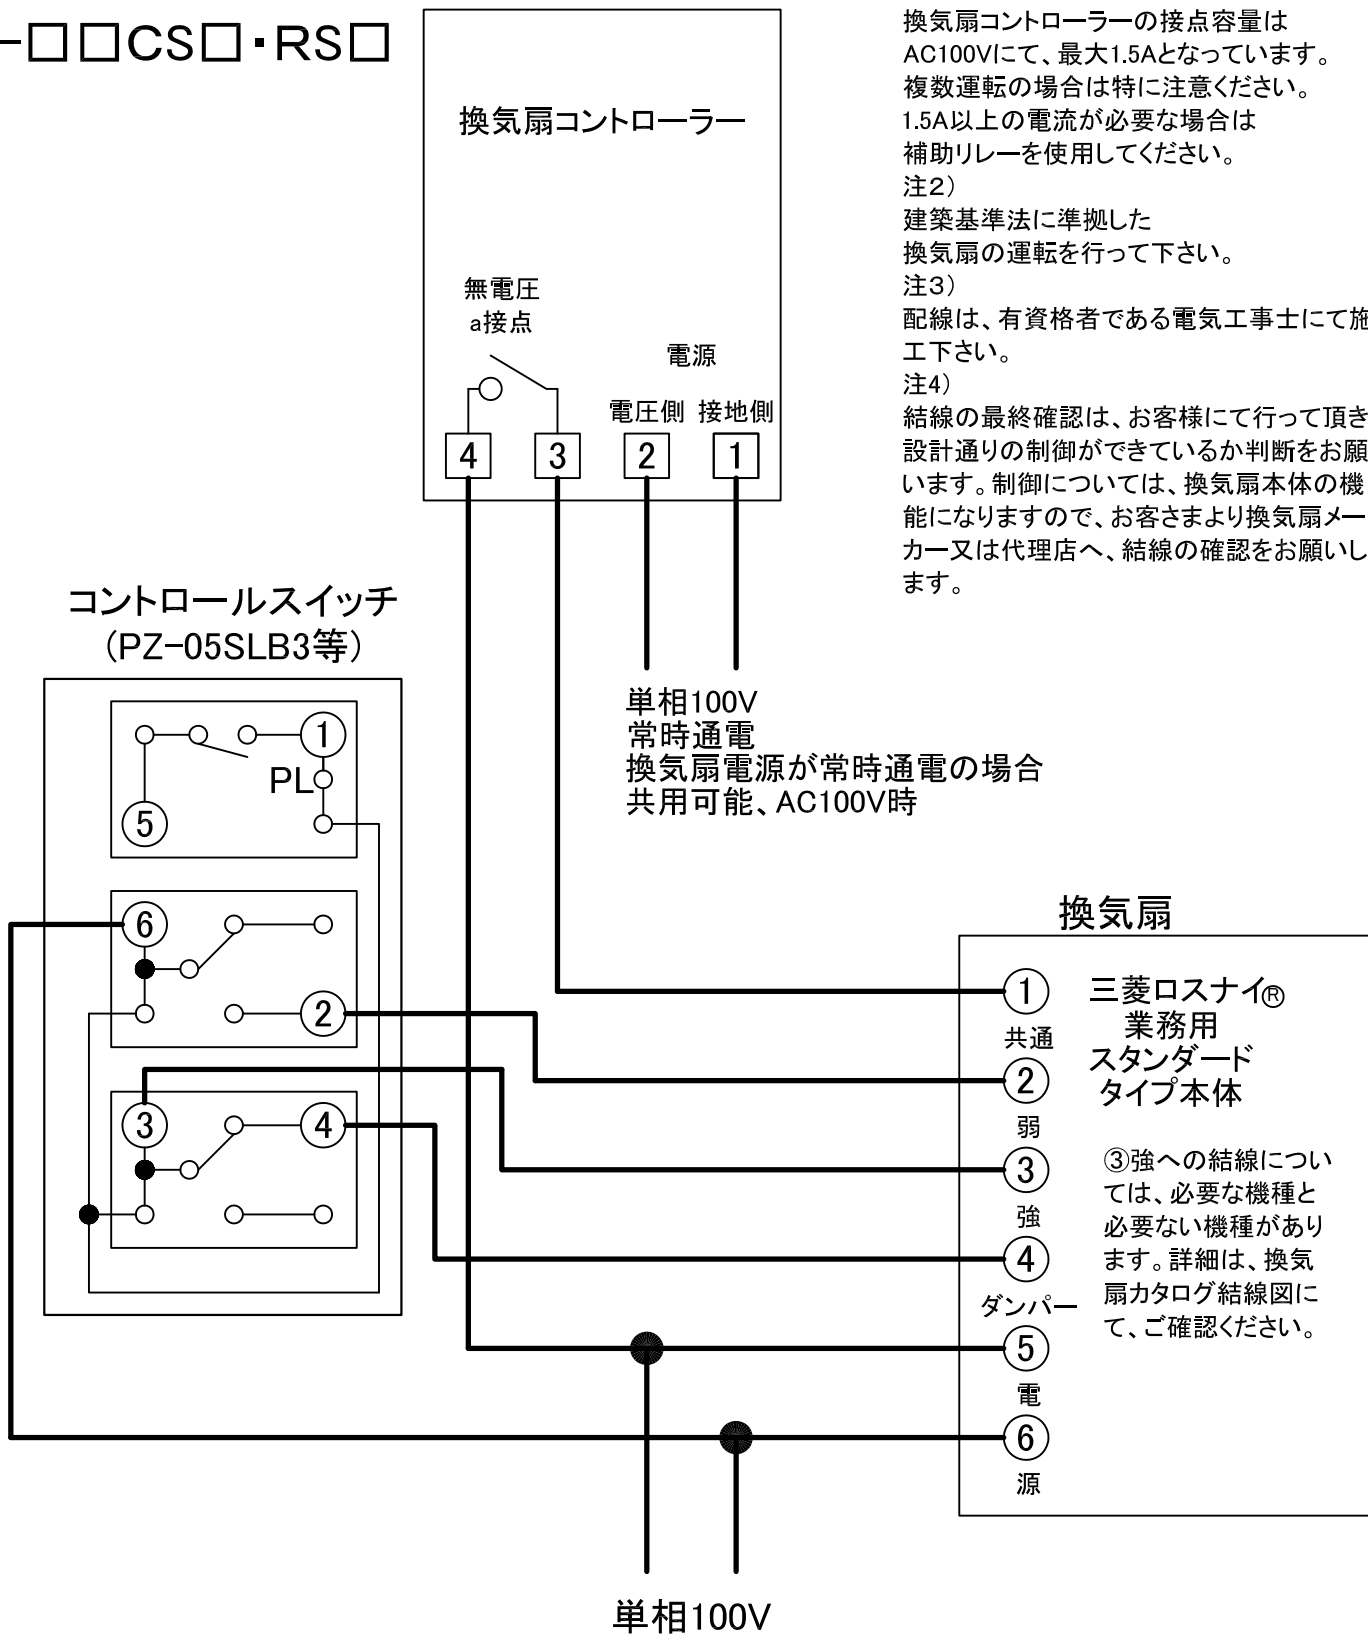 -□□CS□・RS□
換気扇コントローラー
無電圧
a接点
電源
電圧側 接地側
4 3 2 1
換気扇コントローラーの接点容量は
AC100Vにて、最大1.5Aとなっています。
複数運転の場合は特に注意ください。
1.5A以上の電流が必要な場合は
補助リレーを使用してください。
注2)
建築基準法に準拠した
換気扇の運転を行って下さい。
注3)
配線は、有資格者である電気工事士にて施
工下さい。
注4)
結線の最終確認は、お客様にて行って頂き
設計通りの制御ができているか判断をお願
います。制御については、換気扇本体の機
能になりますので、お客さまより換気扇メー
カー又は代理店へ、結線の確認をお願いし
ます。
単相100V
常時通電
換気扇電源が常時通電の場合
共用可能、AC100V時
コントロールスイッチ
(PZ-05SLB3等)
1
PL
5
6
2
3
4
換気扇
1
共通
2
弱
3
強
4
ダンパー
5
電
6
源
三菱ロスナイ®
業務用
スタンダード
タイプ本体
③強への結線につい
ては、必要な機種と
必要ない機種があり
ます。詳細は、換気
扇カタログ結線図に
て、ご確認ください。
単相100V